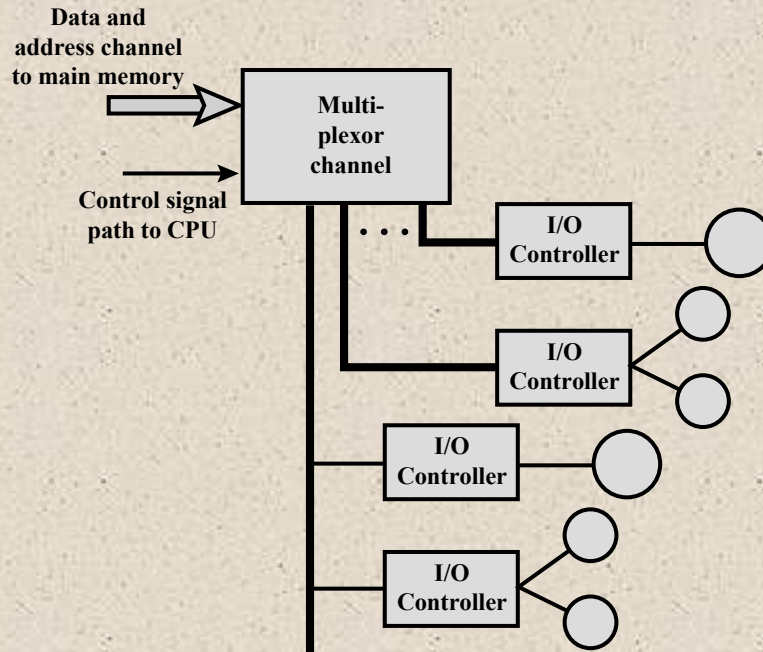 Data and
address channel
to main memory
Multi-
plexor
channel
Control signal
path to CPU
. . .
I/O
Controller
I/O
Controller
I/O
Controller
I/O
Controller